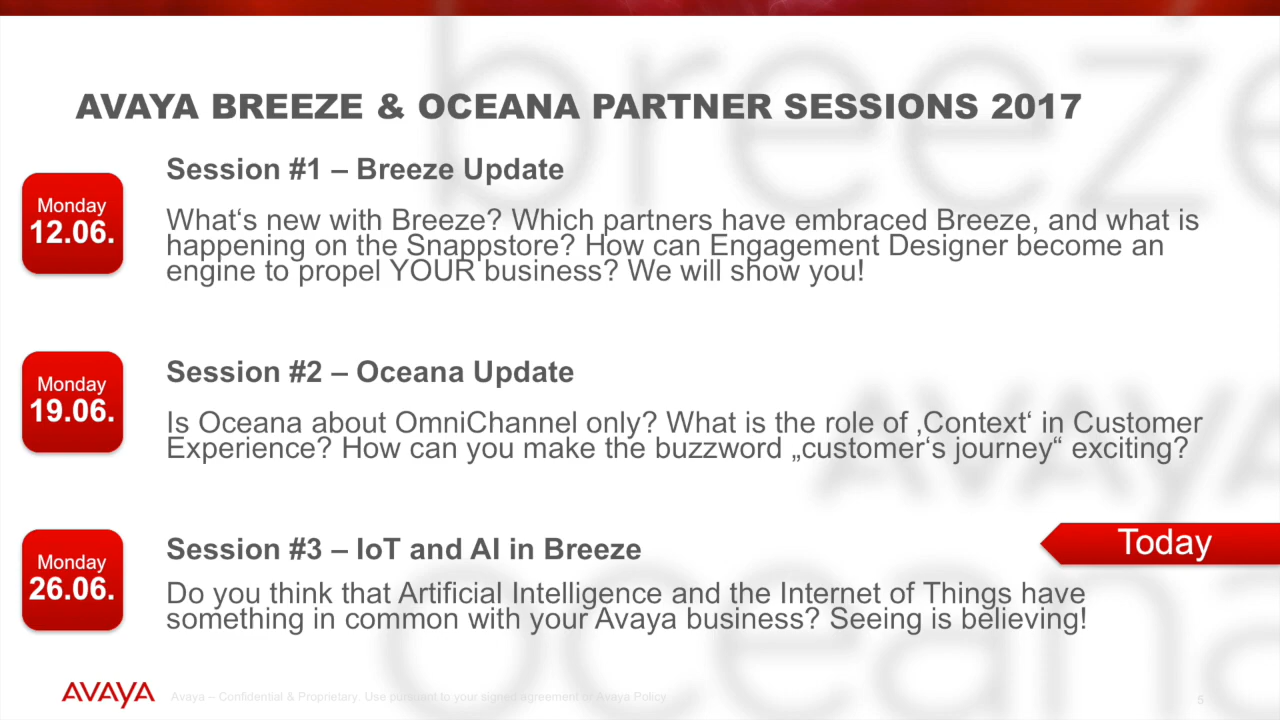 AVAYA BREEZE & OCEANA PARTNER SESSIONS 2017
Monday
12.06.
Session #1 – Breeze Update
What‘s new with Breeze? Which partners have embraced Breeze, and what is
happening on the Snappstore? How can Engagement Designer become an
engine to propel YOUR business? We will show you!
Monday
19.06.
Session #2 – Oceana Update
Is Oceana about OmniChannel only? What is the role of ‚Context‘ in Customer
Experience? How can you make the buzzword „customer‘s journey“ exciting?
Monday
26.06.
Session #3 – IoT and AI in Breeze
Today
Do you think that Artificial Intelligence and the Internet of Things have
something in common with your Avaya business? Seeing is believing!
AVAYA
Avaya – Confidential & Proprietary. Use pursuant to your signed agreement or Avaya Policy.
5
breeze
AVAYA
oceana